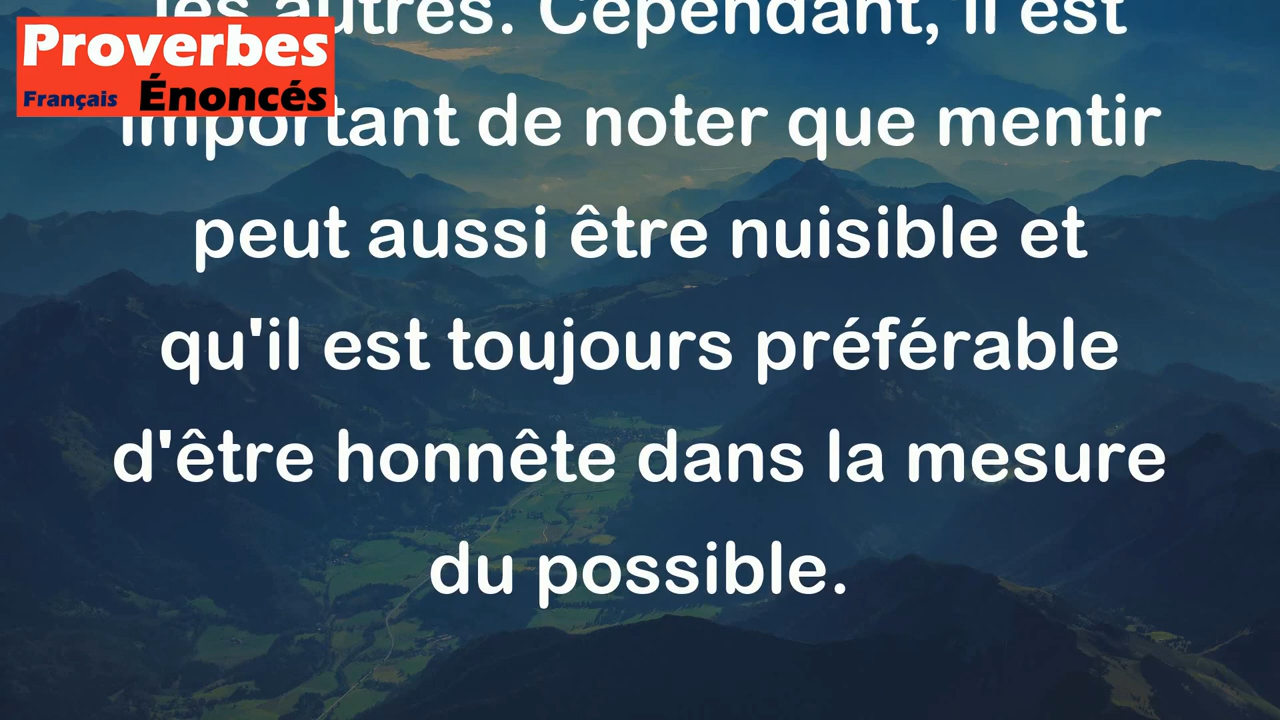 Proverbes
Français Énoncés
les autres. Cependant, il est
important de noter que mentir
peut aussi être nuisible et
qu'il est toujours préférable
d'être honnête dans la mesure
du possible.